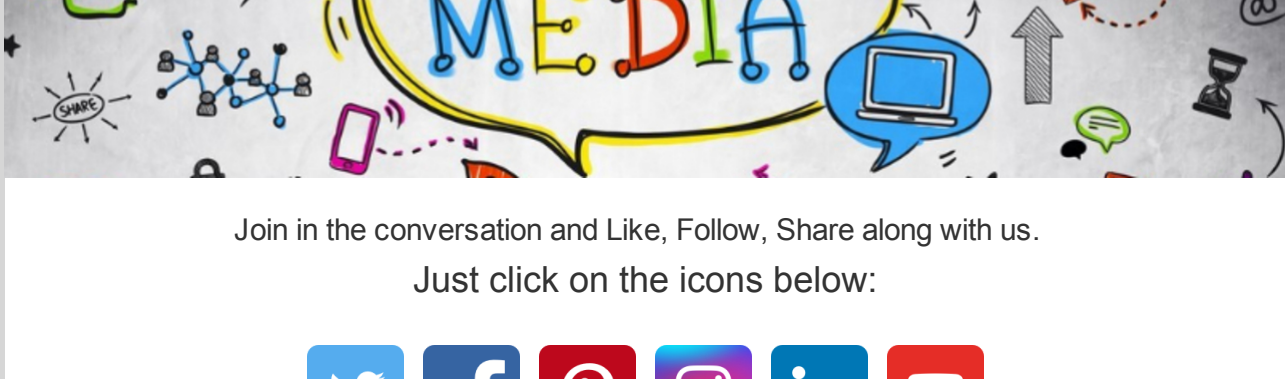 MEDIA
SHARE
Join in the conversation and Like, Follow, Share along with us.
Just click on the icons below: